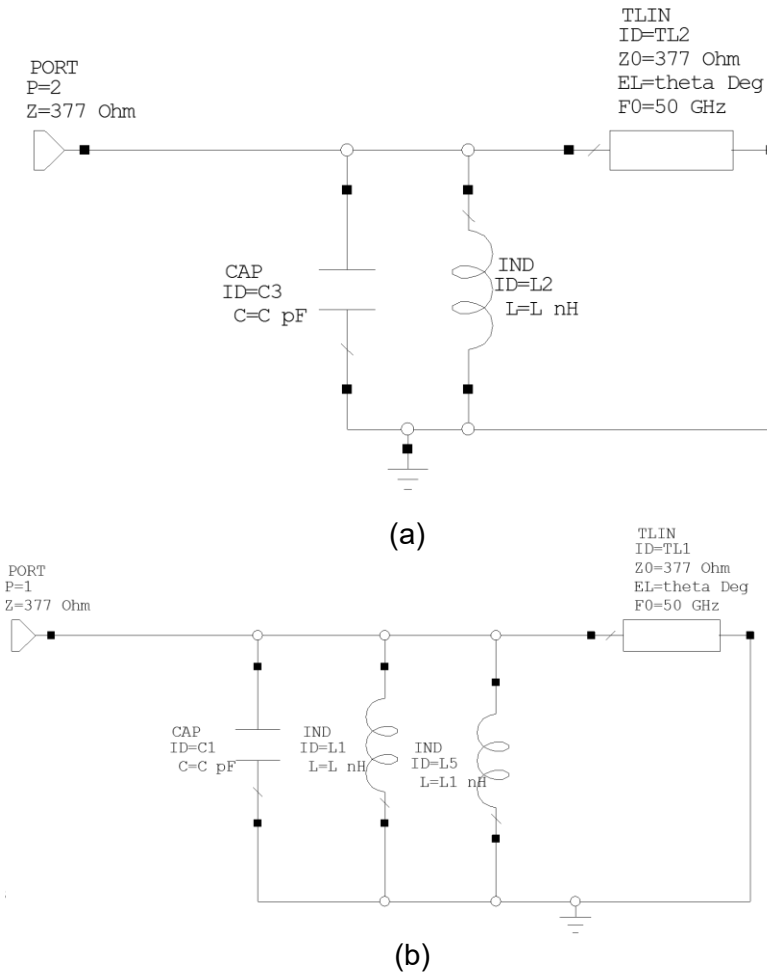 TLIN
ID=TL2
Z0=377 Ohm
EL=theta Deg
F0=50 GHz
PORT
P=2
Z=377 Ohm
CAP
ID=C3
C=C pF
IND
ID=L2
L=L nH
(a)
TLIN
ID=TL1
Z0=377 Ohm
EL=theta Deg
F0=50 GHz
PORT
P=1
Z=377 Ohm
CAP
ID=C1
C=C pF
IND
ID=L1
L=L nH
IND
ID=L5
L=L1 nH
(b)